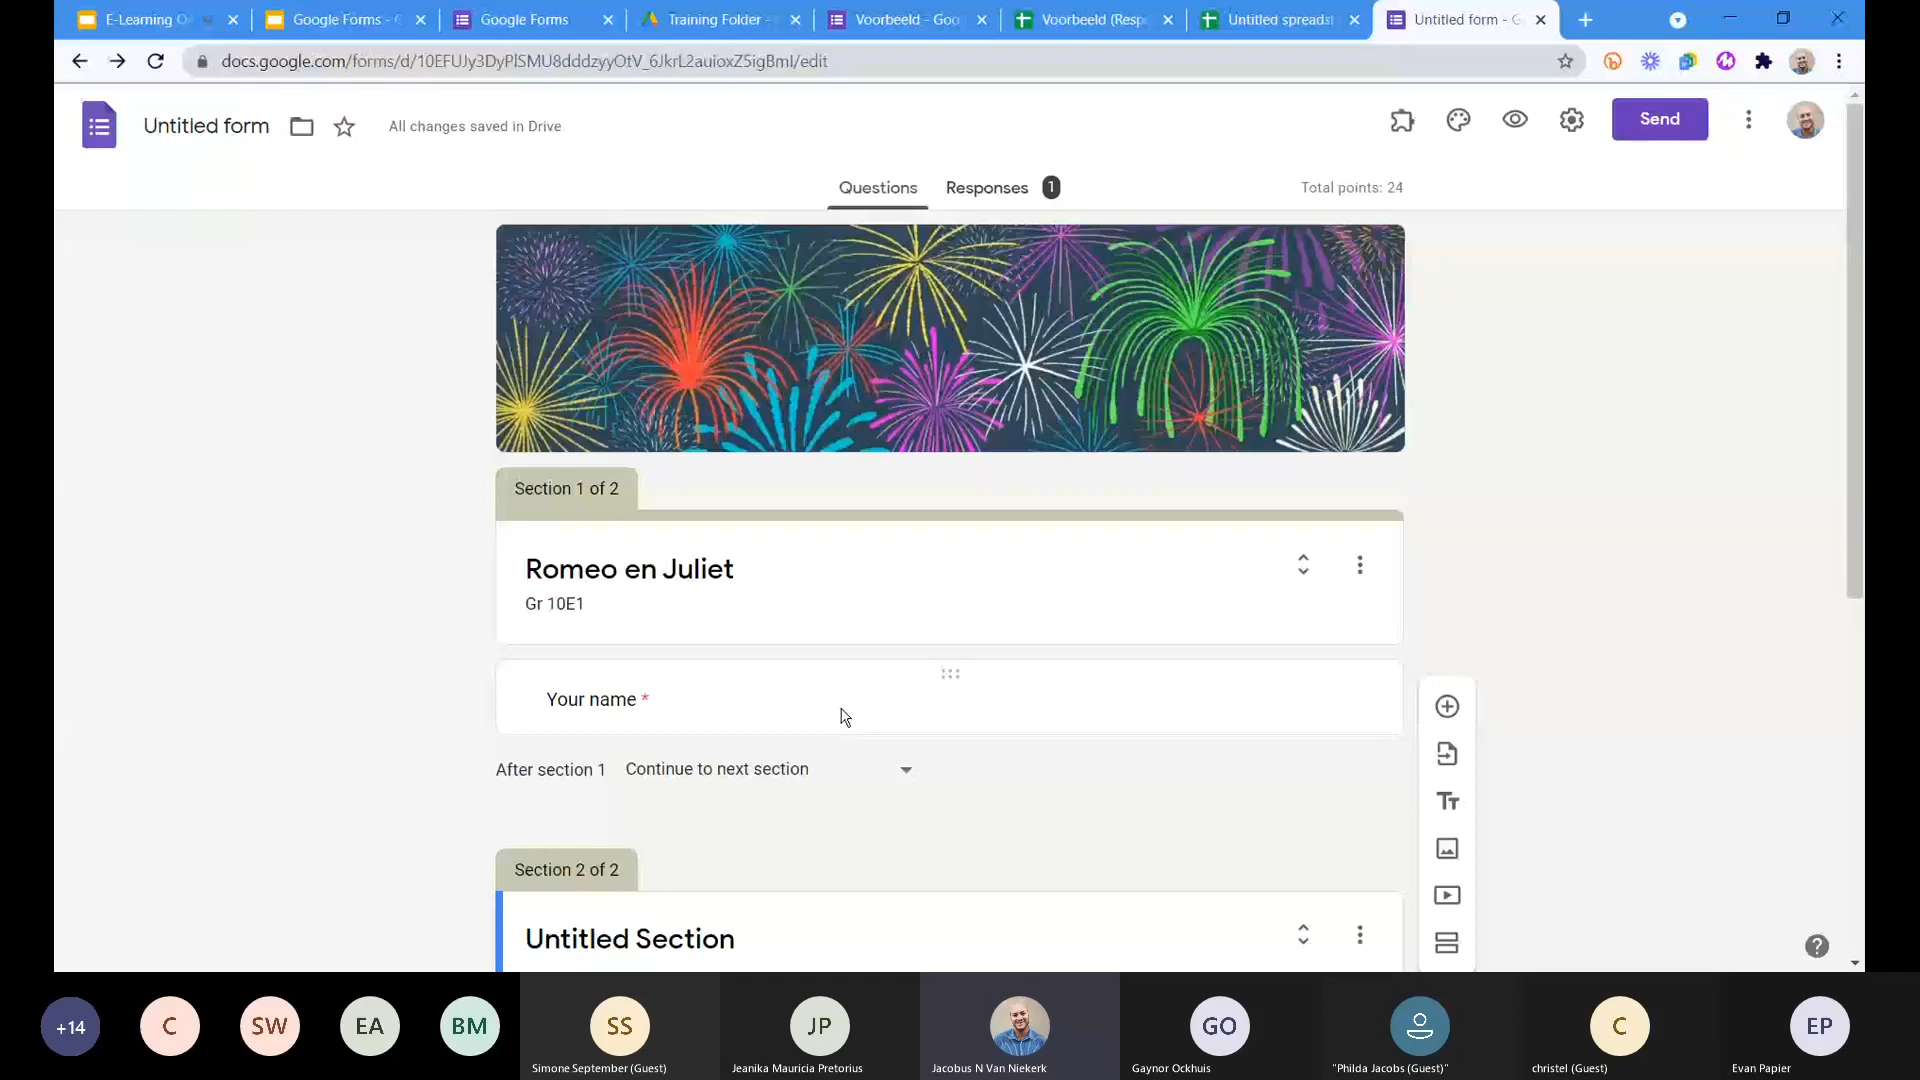 E-Learning O
Google Forms - G
Google Forms
Training Folder -
Voorbeeld - Goo
Voorbeeld (Resp
Untitled spreads
Untitled form - G
docs.google.com/forms/d/10EFUJy3DyPlSMU8dddzyyOtV_6JkrL2auioxZ5igBmI/edit
Untitled form
All changes saved in Drive
Send
Questions
Responses 1
Total points: 24
Section 1 of 2
Romeo en Juliet
Gr 10E1
Your name *
After section 1 Continue to next section
Section 2 of 2
Untitled Section
+14
C
SW
EA
BM
SS
JP
GO
C
EP
Simone September (Guest)
Jeanika Mauricia Pretorius
Jacobus N Van Niekerk
Gaynor Ockhuis
"Philda Jacobs (Guest)"
christel (Guest)
Evan Papier